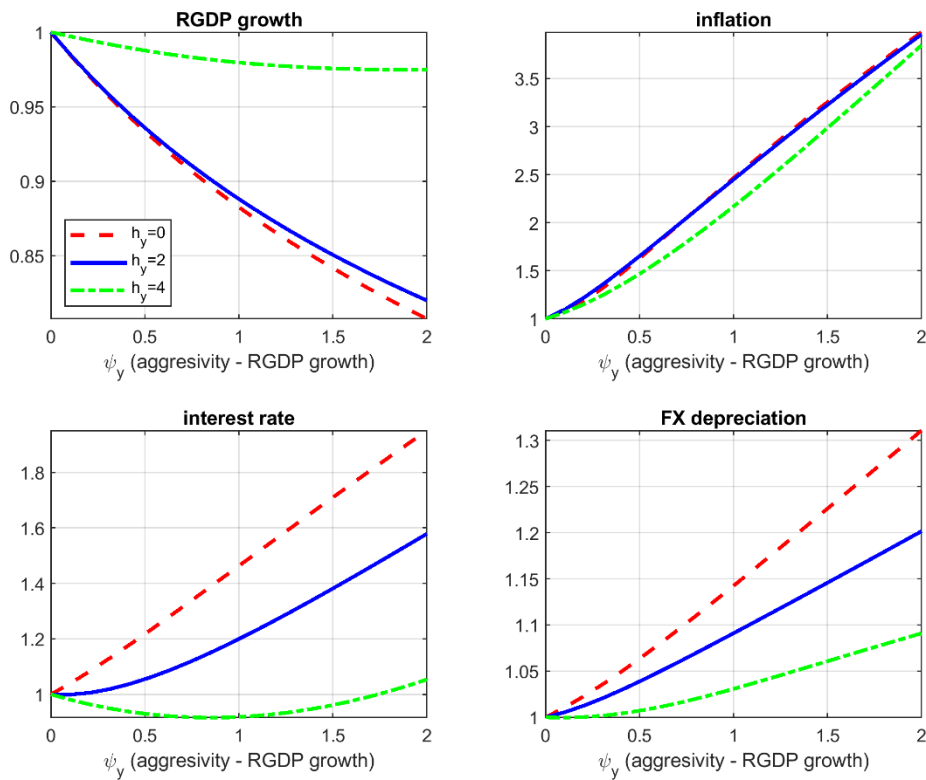 RGDP growth
1
0.95
0.9
0.85
h_y=0
h_y=2
h_y=4
0 0.5 1 1.5 2
ψ_y (aggresivity - RGDP growth)
inflation
3.5
3
2.5
2
1.5
1
0 0.5 1 1.5 2
ψ_y (aggresivity - RGDP growth)
interest rate
1.8
1.6
1.4
1.2
1
0 0.5 1 1.5 2
ψ_y (aggresivity - RGDP growth)
FX depreciation
1.3
1.25
1.2
1.15
1.1
1.05
1
0 0.5 1 1.5 2
ψ_y (aggresivity - RGDP growth)